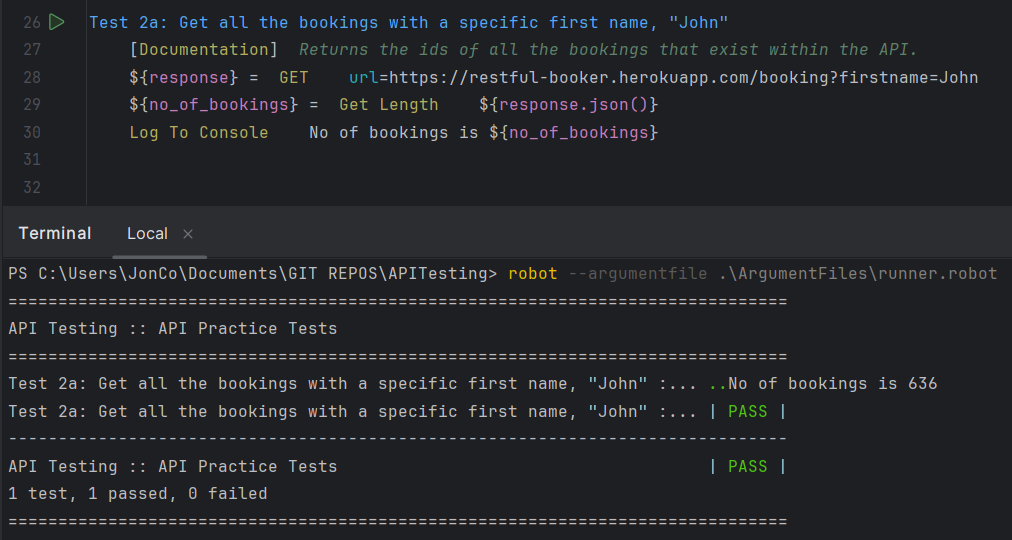 26 Test 2a: Get all the bookings with a specific first name, "John"
27 [Documentation] Returns the ids of all the bookings that exist within the API.
28 ${response} = GET url=https://restful-booker.herokuapp.com/booking?firstname=John
29 ${no_of_bookings} = Get Length ${response.json()}
30 Log To Console No of bookings is ${no_of_bookings}
31
32
Terminal Local ×
PS C:\Users\JonCo\Documents\GIT REPOS\APITesting> robot --argumentfile .\ArgumentFiles\runner.robot
==============================================================================
API Testing :: API Practice Tests
==============================================================================
Test 2a: Get all the bookings with a specific first name, "John" :... ..No of bookings is 636
Test 2a: Get all the bookings with a specific first name, "John" :... | PASS |
------------------------------------------------------------------------------
API Testing :: API Practice Tests | PASS |
1 test, 1 passed, 0 failed
==============================================================================